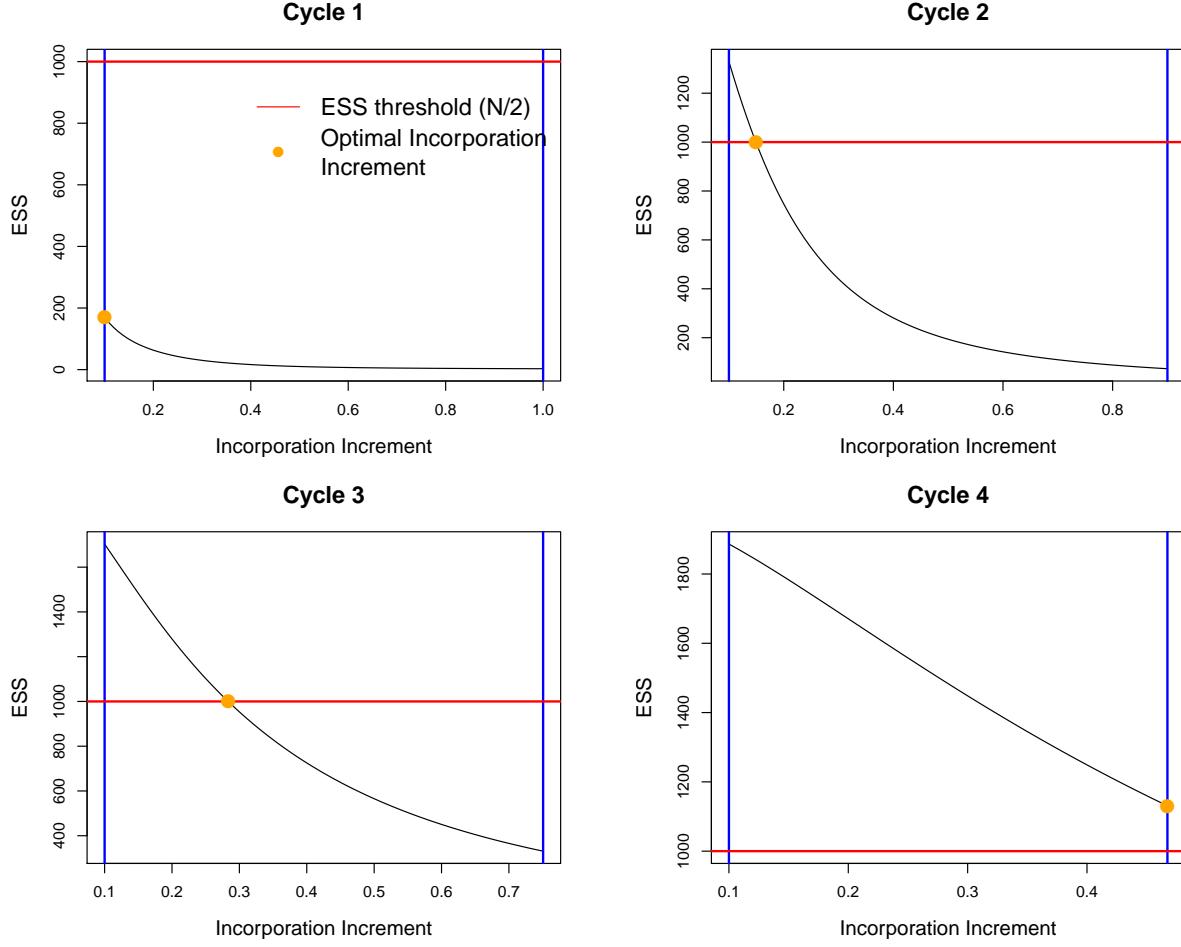 Cycle 1
1000
800
600
400
200
0
ESS
ESS threshold (N/2)
Optimal Incorporation
Increment
0.2 0.4 0.6 0.8 1.0
Incorporation Increment
Cycle 2
1200
1000
800
600
400
200
ESS
0.2 0.4 0.6 0.8
Incorporation Increment
Cycle 3
1400
1000
800
600
400
ESS
0.1 0.2 0.3 0.4 0.5 0.6 0.7
Incorporation Increment
Cycle 4
1800
1600
1400
1200
1000
ESS
0.1 0.2 0.3 0.4
Incorporation Increment